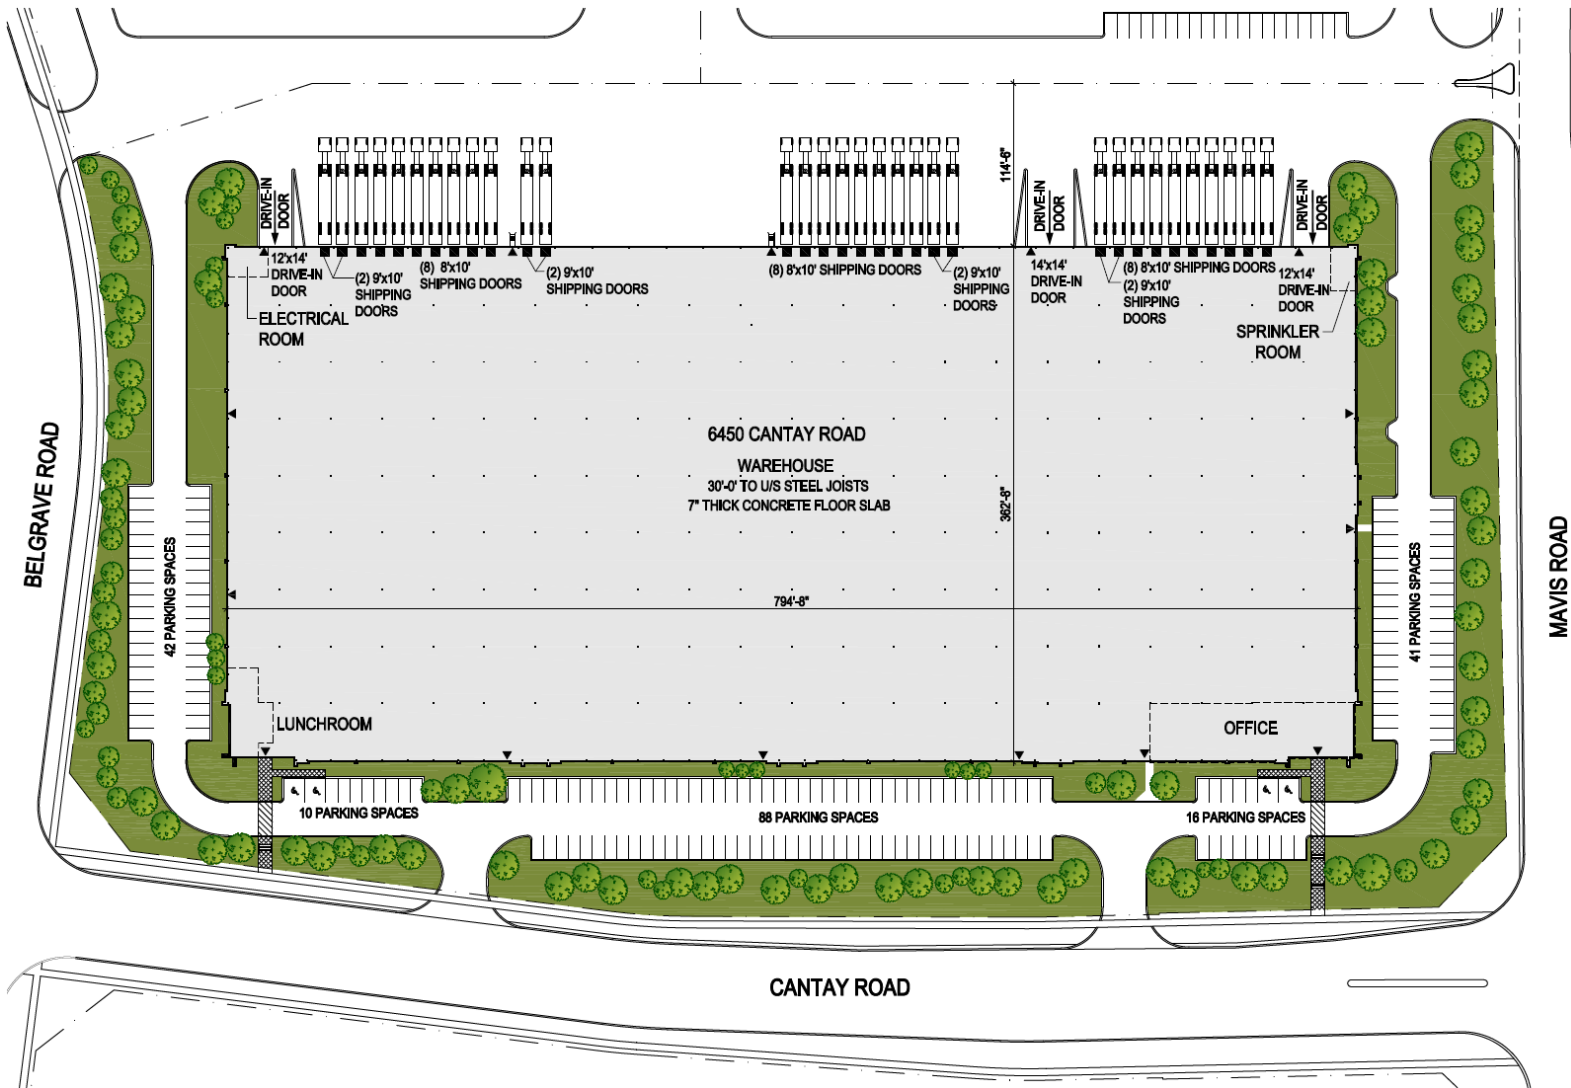 114'-6"
DRIVE-IN
DOOR
DRIVE-IN
DOOR
DRIVE-IN
DOOR
12'x14'
DRIVE-IN
DOOR
(2) 9'x10'
SHIPPING
DOORS
(8) 8'x10'
SHIPPING DOORS
(2) 9'x10'
SHIPPING DOORS
(8) 8'x10' SHIPPING DOORS
(2) 9'x10'
SHIPPING
DOORS
14'x14'
DRIVE-IN
DOOR
(8) 8'x10' SHIPPING DOORS
(2) 9'x10'
SHIPPING
DOORS
12'x14'
DRIVE-IN
DOOR
ELECTRICAL
ROOM
SPRINKLER
ROOM
6450 CANTAY ROAD
WAREHOUSE
30'-0' TO U/S STEEL JOISTS
7" THICK CONCRETE FLOOR SLAB
362'-8"
794'-8"
BELGRAVE ROAD
42 PARKING SPACES
41 PARKING SPACES
MAVIS ROAD
LUNCHROOM
OFFICE
10 PARKING SPACES
88 PARKING SPACES
16 PARKING SPACES
CANTAY ROAD